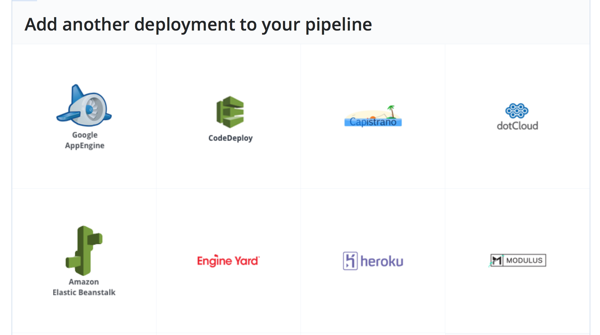 Add another deployment to your pipeline
Google
AppEngine
CodeDeploy
Capistrano
dotCloud
Amazon
Elastic Beanstalk
Engine Yard
heroku
MODULUS